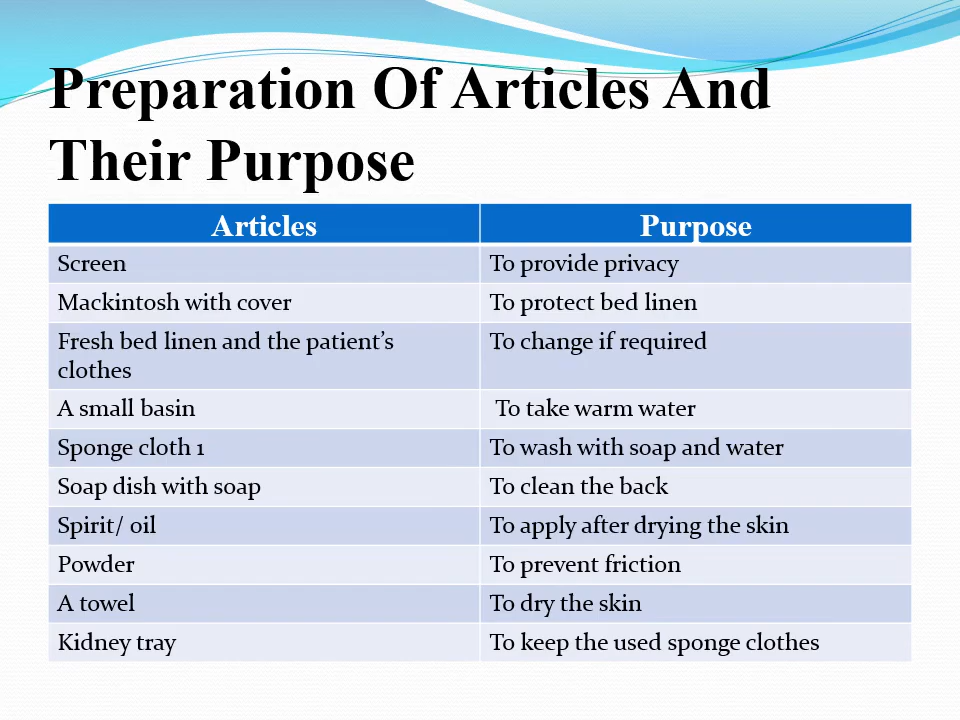 Preparation Of Articles And
Their Purpose
Articles Purpose
Screen To provide privacy
Mackintosh with cover To protect bed linen
Fresh bed linen and the patient’s To change if required
clothes
A small basin To take warm water
Sponge cloth 1 To wash with soap and water
Soap dish with soap To clean the back
Spirit/ oil To apply after drying the skin
Powder To prevent friction
A towel To dry the skin
Kidney tray To keep the used sponge clothes